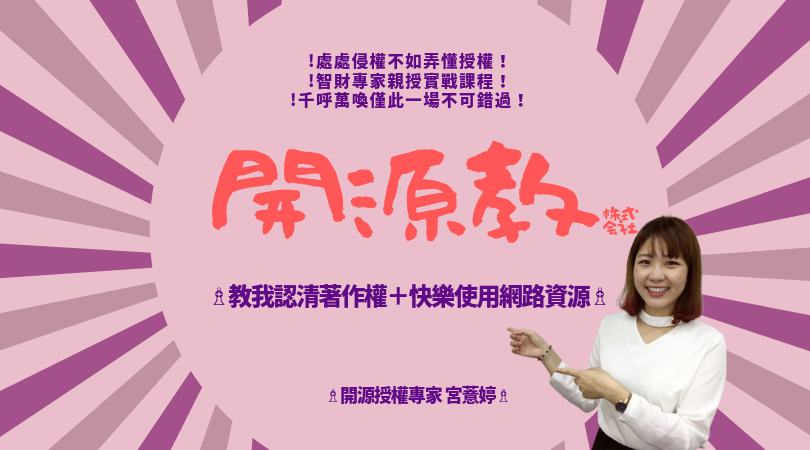 !處處侵權不如弄懂授權！
!智財專家親授實戰課程！
!千呼萬喚僅此一場不可錯過！
開源教
株式
会社
♗教我認清著作權＋快樂使用網路資源♗
♗開源授權專家 宮薏婷♗